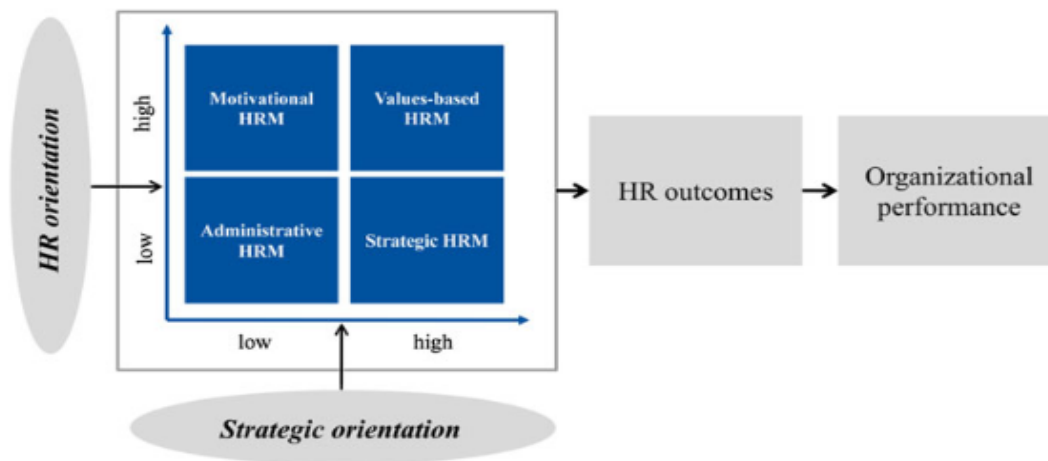 HR orientation
high
low
Motivational
HRM
Values-based
HRM
Administrative
HRM
Strategic HRM
low
high
Strategic orientation
HR outcomes
Organizational
performance